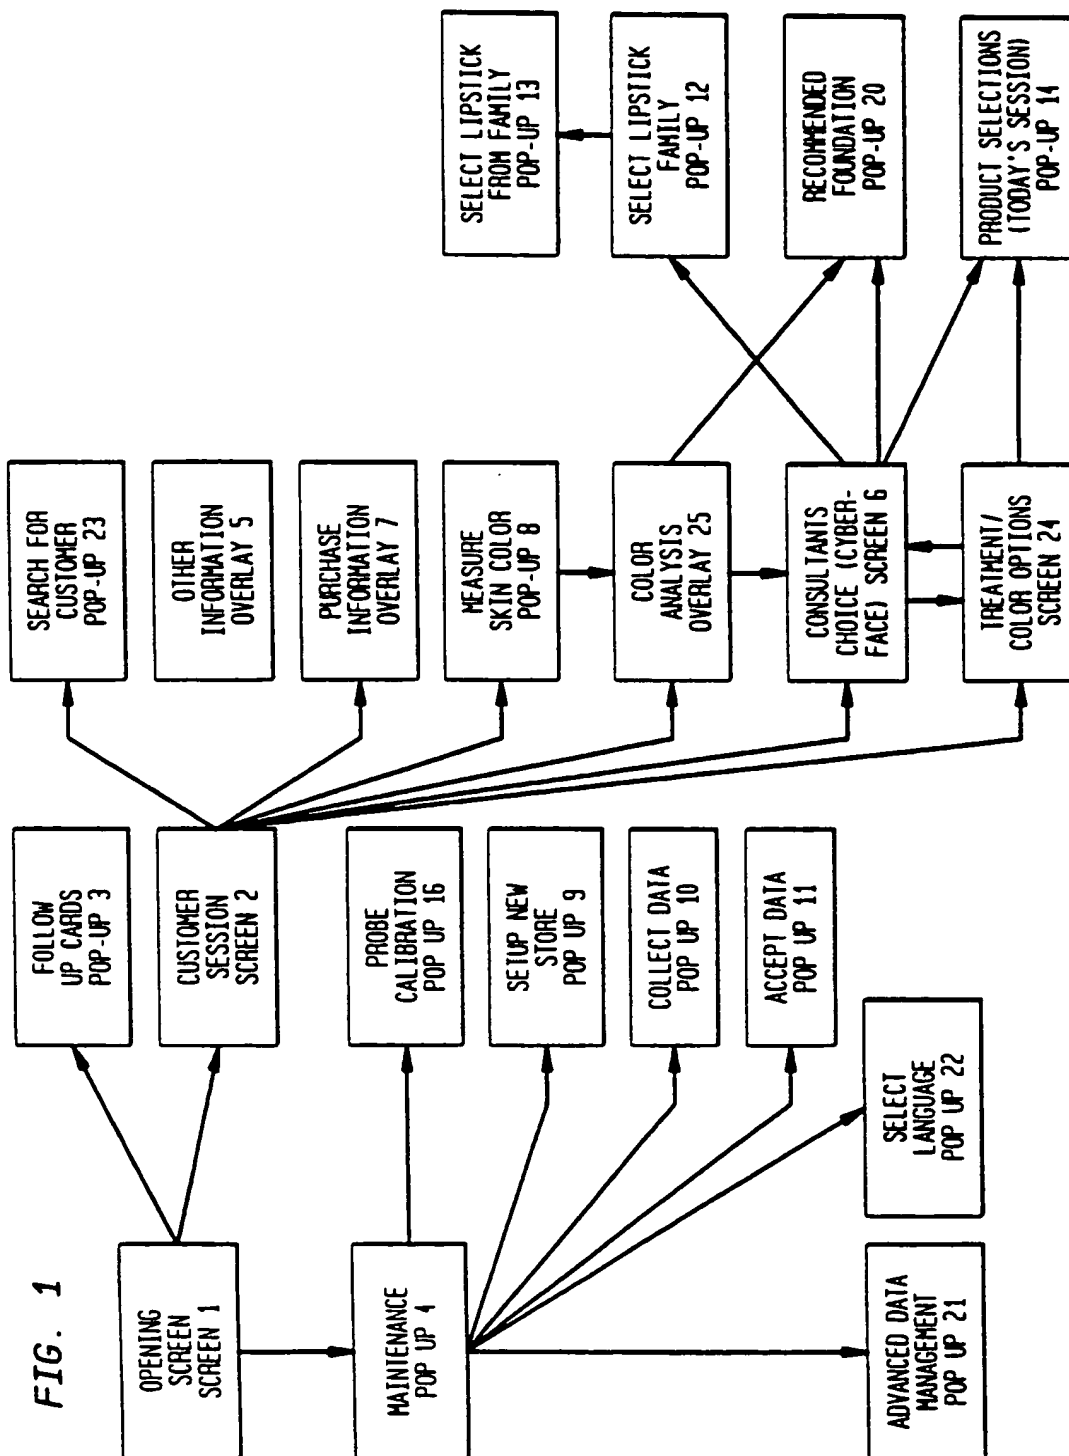 FIG. 1
OPENING
SCREEN
SCREEN 1
MAINTENANCE
POP UP 4
ADVANCED DATA
MANAGEMENT
POP UP 21
SELECT
LANGUAGE
POP UP 22
FOLLOW
UP CARDS
POP-UP 3
CUSTOMER
SESSION
SCREEN 2
PROBE
CALIBRATION
POP UP 16
SETUP NEW
STORE
POP UP 9
COLLECT DATA
POP UP 10
ACCEPT DATA
POP UP 11
SEARCH FOR
CUSTOMER
POP-UP 23
OTHER
INFORMATION
OVERLAY 5
PURCHASE
INFORMATION
OVERLAY 7
MEASURE
SKIN COLOR
POP-UP 8
COLOR
ANALYSIS
OVERLAY 25
CONSULTANTS
CHOICE (CYBER-
FACE) SCREEN 6
TREATMENT/
COLOR OPTIONS
SCREEN 24
SELECT LIPSTICK
FROM FAMILY
POP-UP 13
SELECT LIPSTICK
FAMILY
POP-UP 12
RECOMMENDED
FOUNDATION
POP-UP 20
PRODUCT SELECTIONS
(TODAY'S SESSION)
POP-UP 14